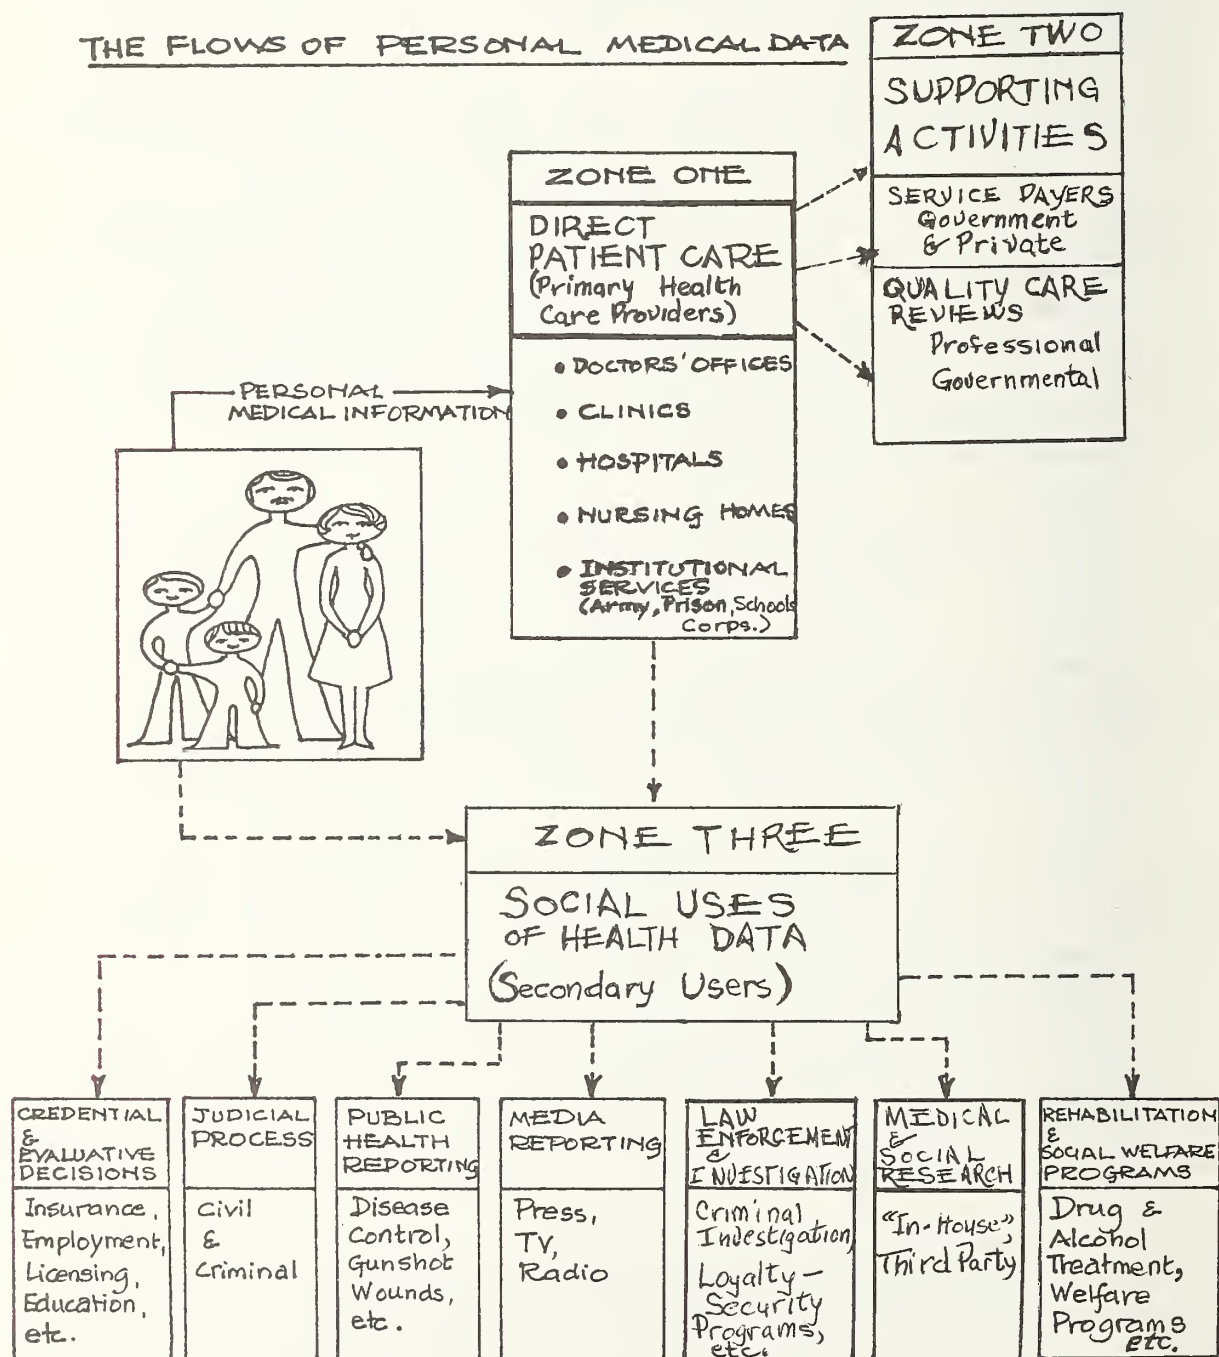 THE FLOWS OF PERSONAL MEDICAL DATA
ZONE TWO
SUPPORTING
ACTIVITIES
SERVICE PAYERS
Government
& Private
QUALITY CARE
REVIEWS
Professional
Governmental
ZONE ONE
DIRECT
PATIENT CARE
(Primary Health
Care Providers)
• DOCTORS' OFFICES
• CLINICS
• HOSPITALS
• NURSING HOMES
• INSTITUTIONAL
SERVICES
(Army, Prison, Schools
Corps.)
PERSONAL
MEDICAL INFORMATION
ZONE THREE
SOCIAL USES
OF HEALTH DATA
(Secondary Users)
CREDENTIAL
&
EVALUATIVE
DECISIONS
Insurance,
Employment,
Licensing,
Education,
etc.
JUDICIAL
PROCESS
Civil
&
Criminal
PUBLIC
HEALTH
REPORTING
Disease
Control,
Gunshot
Wounds,
etc.
MEDIA
REPORTING
Press,
TV,
Radio
LAW
ENFORCEMENT
&
INVESTIGATION
Criminal
Investigation,
Loyalty-
Security
Programs,
etc.
MEDICAL
&
SOCIAL
RESEARCH
"In-House",
Third Party
REHABILITATION
&
SOCIAL WELFARE
PROGRAMS
Drug &
Alcohol
Treatment,
Welfare
Programs
etc.